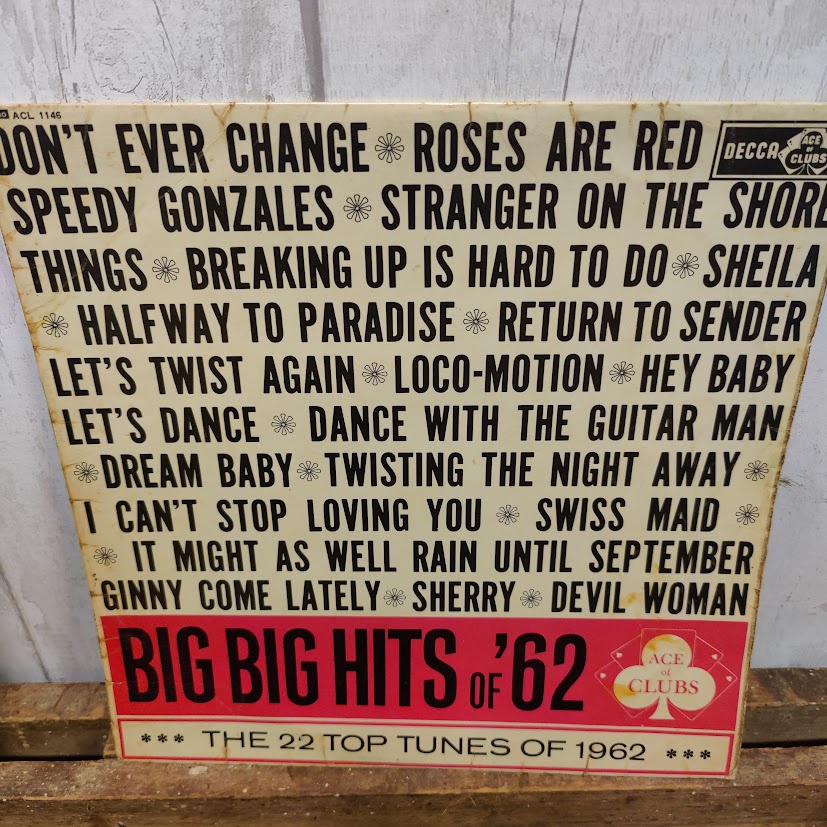 ACL 1146
DON'T EVER CHANGE ROSES ARE RED
DECCA ACE OF CLUBS
SPEEDY GONZALES STRANGER ON THE SHORE
THINGS BREAKING UP IS HARD TO DO SHEILA
HALFWAY TO PARADISE RETURN TO SENDER
LET'S TWIST AGAIN LOCO-MOTION HEY BABY
LET'S DANCE DANCE WITH THE GUITAR MAN
DREAM BABY TWISTING THE NIGHT AWAY
I CAN'T STOP LOVING YOU SWISS MAID
IT MIGHT AS WELL RAIN UNTIL SEPTEMBER
GINNY COME LATELY SHERRY DEVIL WOMAN
BIG BIG HITS OF '62
ACE
of
CLUBS
*** THE 22 TOP TUNES OF 1962 ***